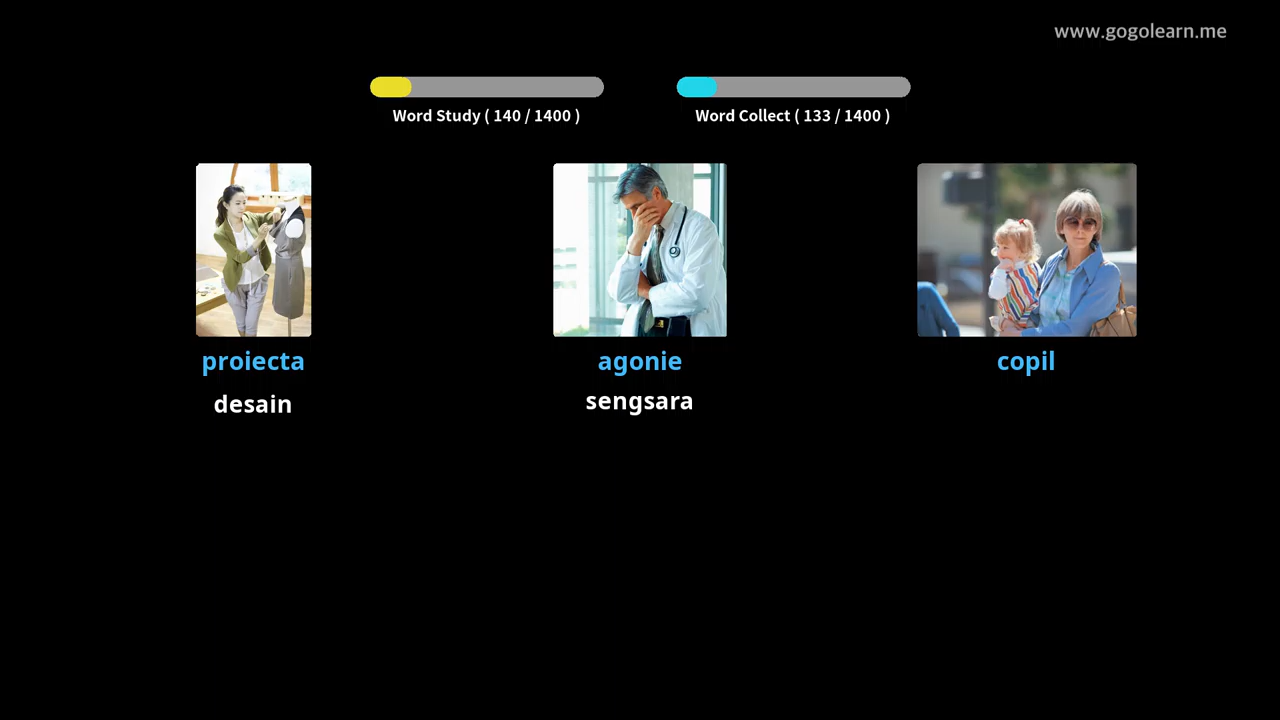 www.gogolearn.me
Word Study ( 140 / 1400 )
Word Collect ( 133 / 1400 )
proiecta
agonie
copil
desain
sengsara